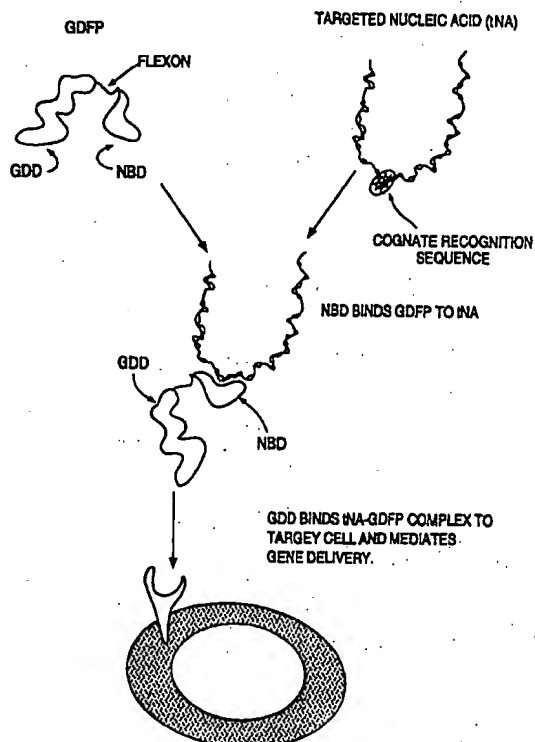 GDFP
FLEXON
GDD
NBD
TARGETED NUCLEIC ACID (tNA)
COGNATE RECOGNITION
SEQUENCE
NBD BINDS GDFP TO tNA
GDD
NBD
GDD BINDS tNA-GDFP COMPLEX TO
TARGEY CELL AND MEDIATES
GENE DELIVERY.